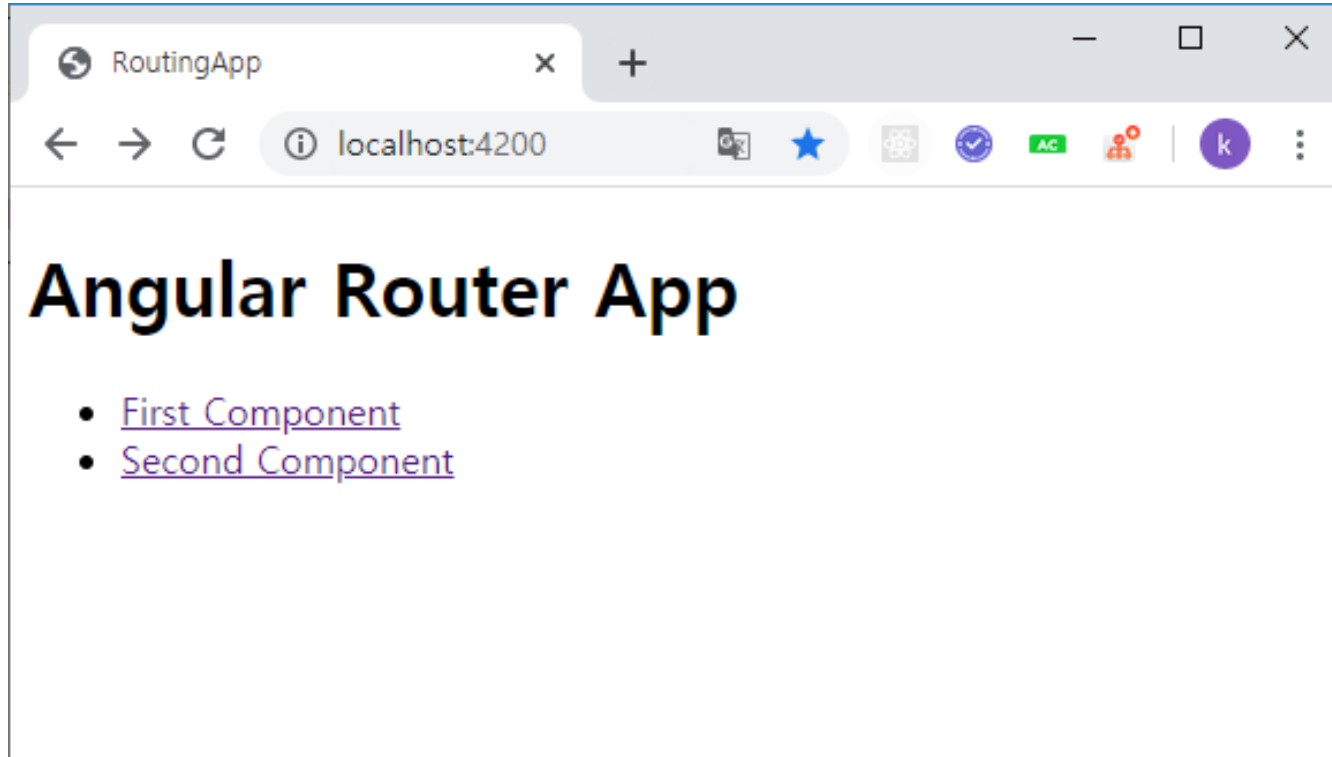 RoutingApp
localhost:4200
AC
k
Angular Router App
First Component
Second Component